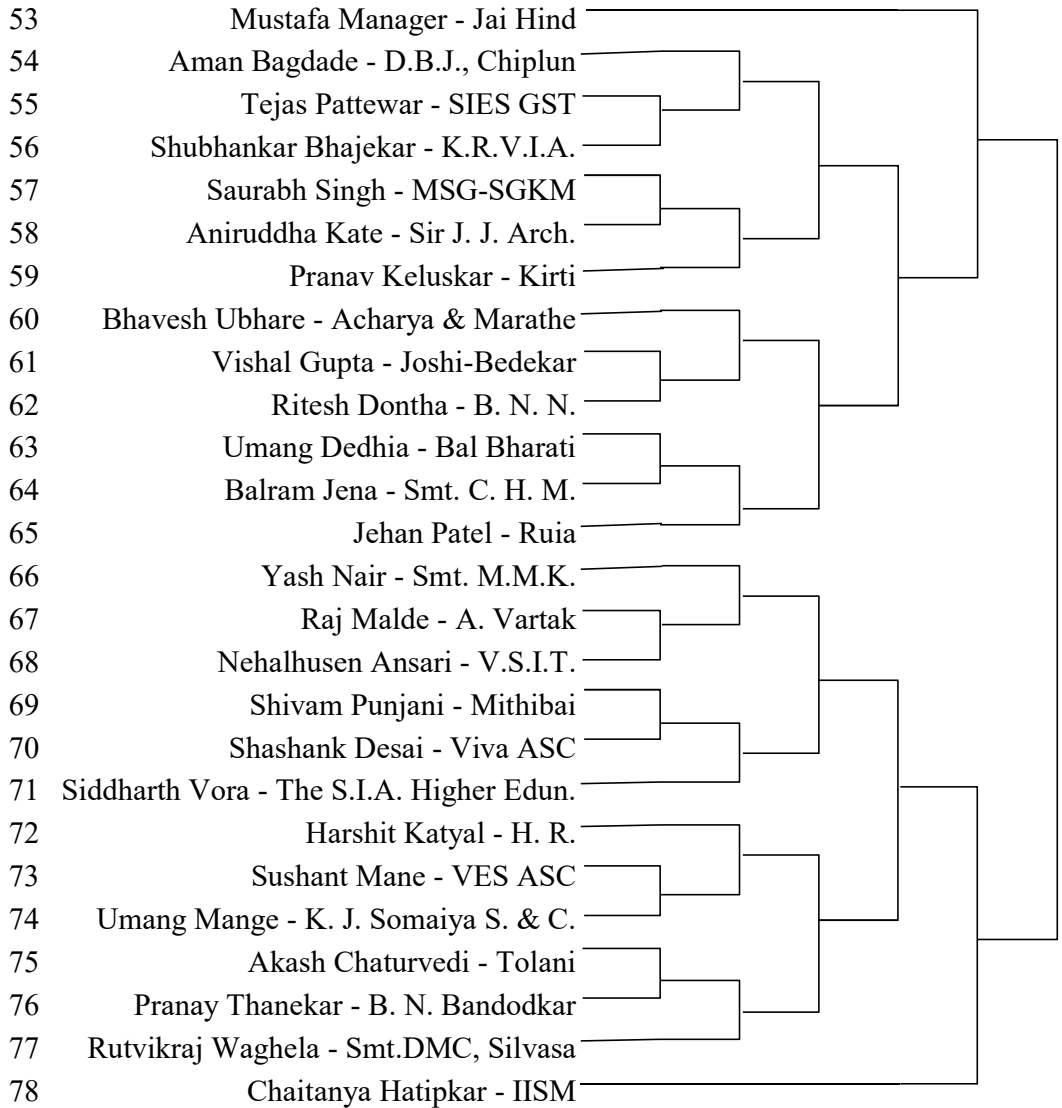 53 Mustafa Manager - Jai Hind
54 Aman Bagdade - D.B.J., Chiplun
55 Tejas Pattewar - SIES GST
56 Shubhankar Bhajekar - K.R.V.I.A.
57 Saurabh Singh - MSG-SGKM
58 Aniruddha Kate - Sir J. J. Arch.
59 Pranav Keluskar - Kirti
60 Bhavesh Ubhare - Acharya & Marathe
61 Vishal Gupta - Joshi-Bedekar
62 Ritesh Dontha - B. N. N.
63 Umang Dedhia - Bal Bharati
64 Balram Jena - Smt. C. H. M.
65 Jehan Patel - Ruia
66 Yash Nair - Smt. M.M.K.
67 Raj Malde - A. Vartak
68 Nehalhusen Ansari - V.S.I.T.
69 Shivam Punjani - Mithibai
70 Shashank Desai - Viva ASC
71 Siddharth Vora - The S.I.A. Higher Edun.
72 Harshit Katyal - H. R.
73 Sushant Mane - VES ASC
74 Umang Mange - K. J. Somaiya S. & C.
75 Akash Chaturvedi - Tolani
76 Pranay Thanekar - B. N. Bandodkar
77 Rutvikraj Waghela - Smt.DMC, Silvasa
78 Chaitanya Hatipkar - IISM